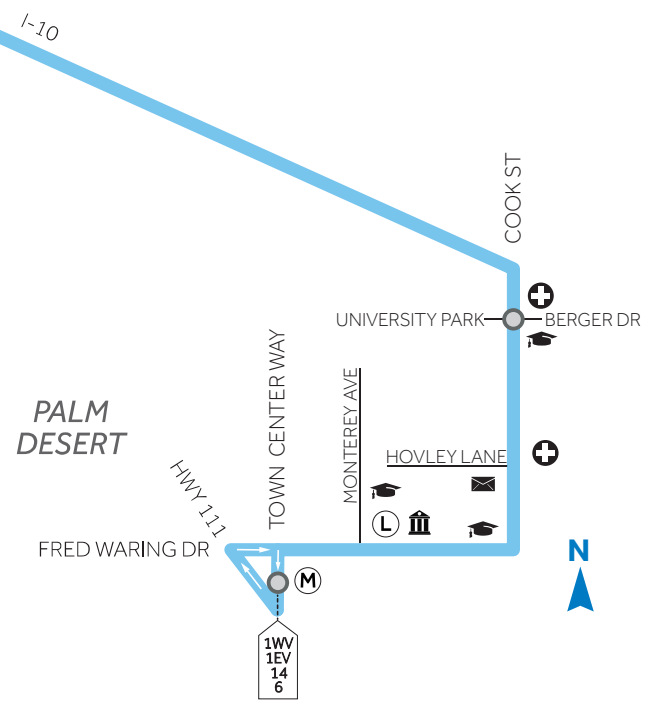 I-10
COOK ST
UNIVERSITY PARK
BERGER DR
TOWN CENTER WAY
MONTEREY AVE
PALM
DESERT
HOVLEY LANE
HWY 111
L
FRED WARING DR
N
M
1WV
1EV
14
6